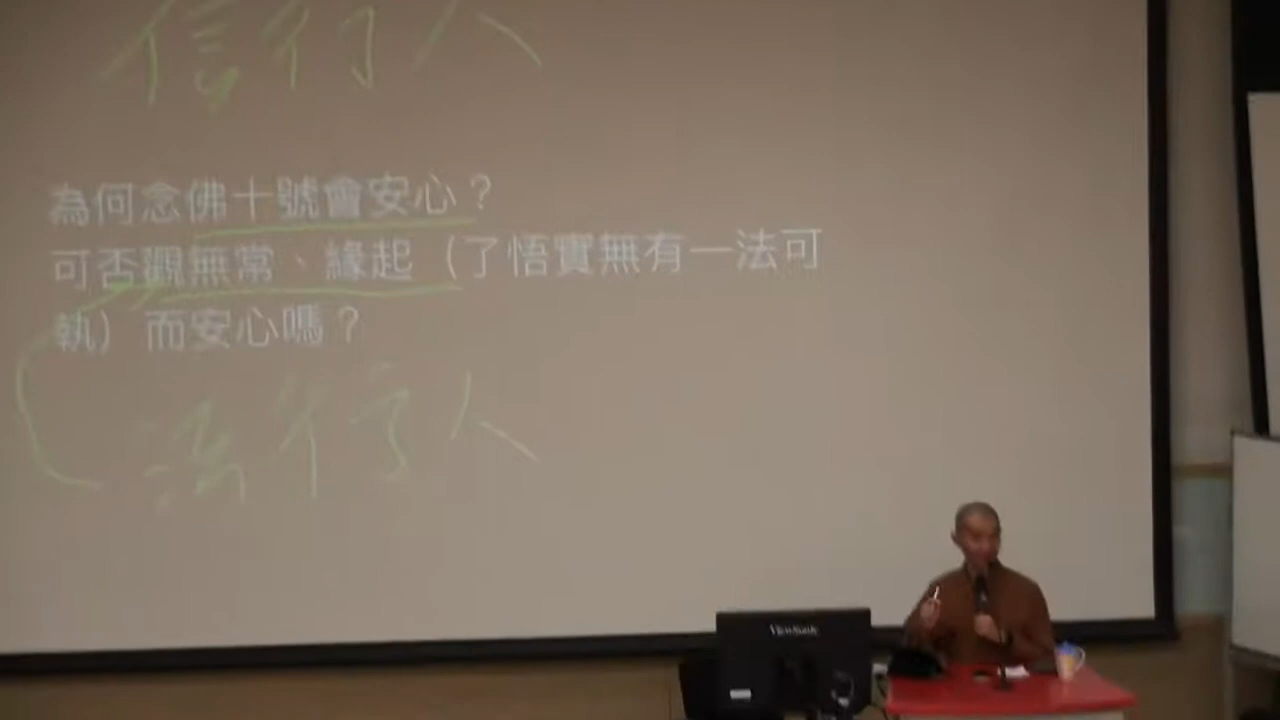 信行人
為何念佛十號會安心？
可否觀無常、緣起（了悟實無有一法可
執）而安心嗎？
法行人
ViewSonic